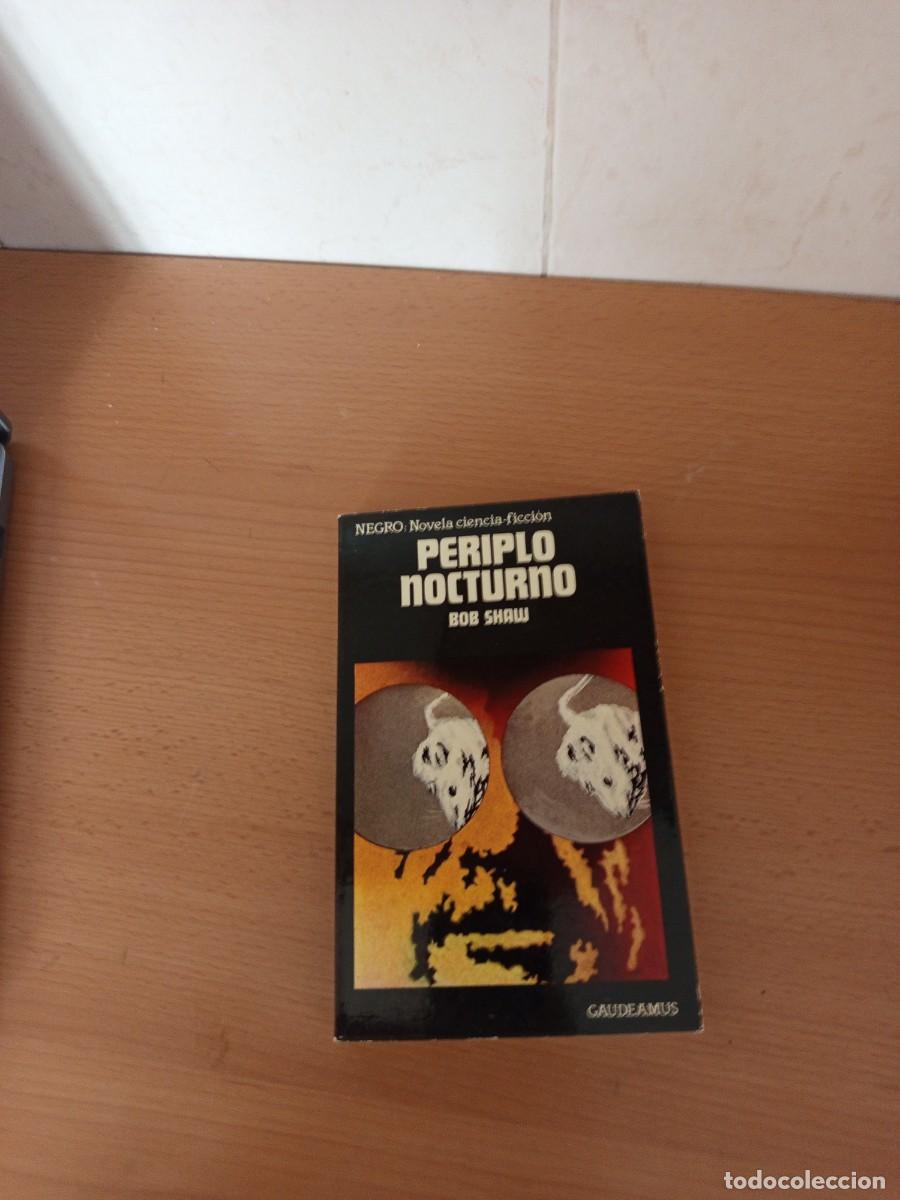 NEGRO: Novela ciencia-ficción
PERIPLO
NOCTURNO
BOB SHAW
GAUDEAMUS
todocoleccion